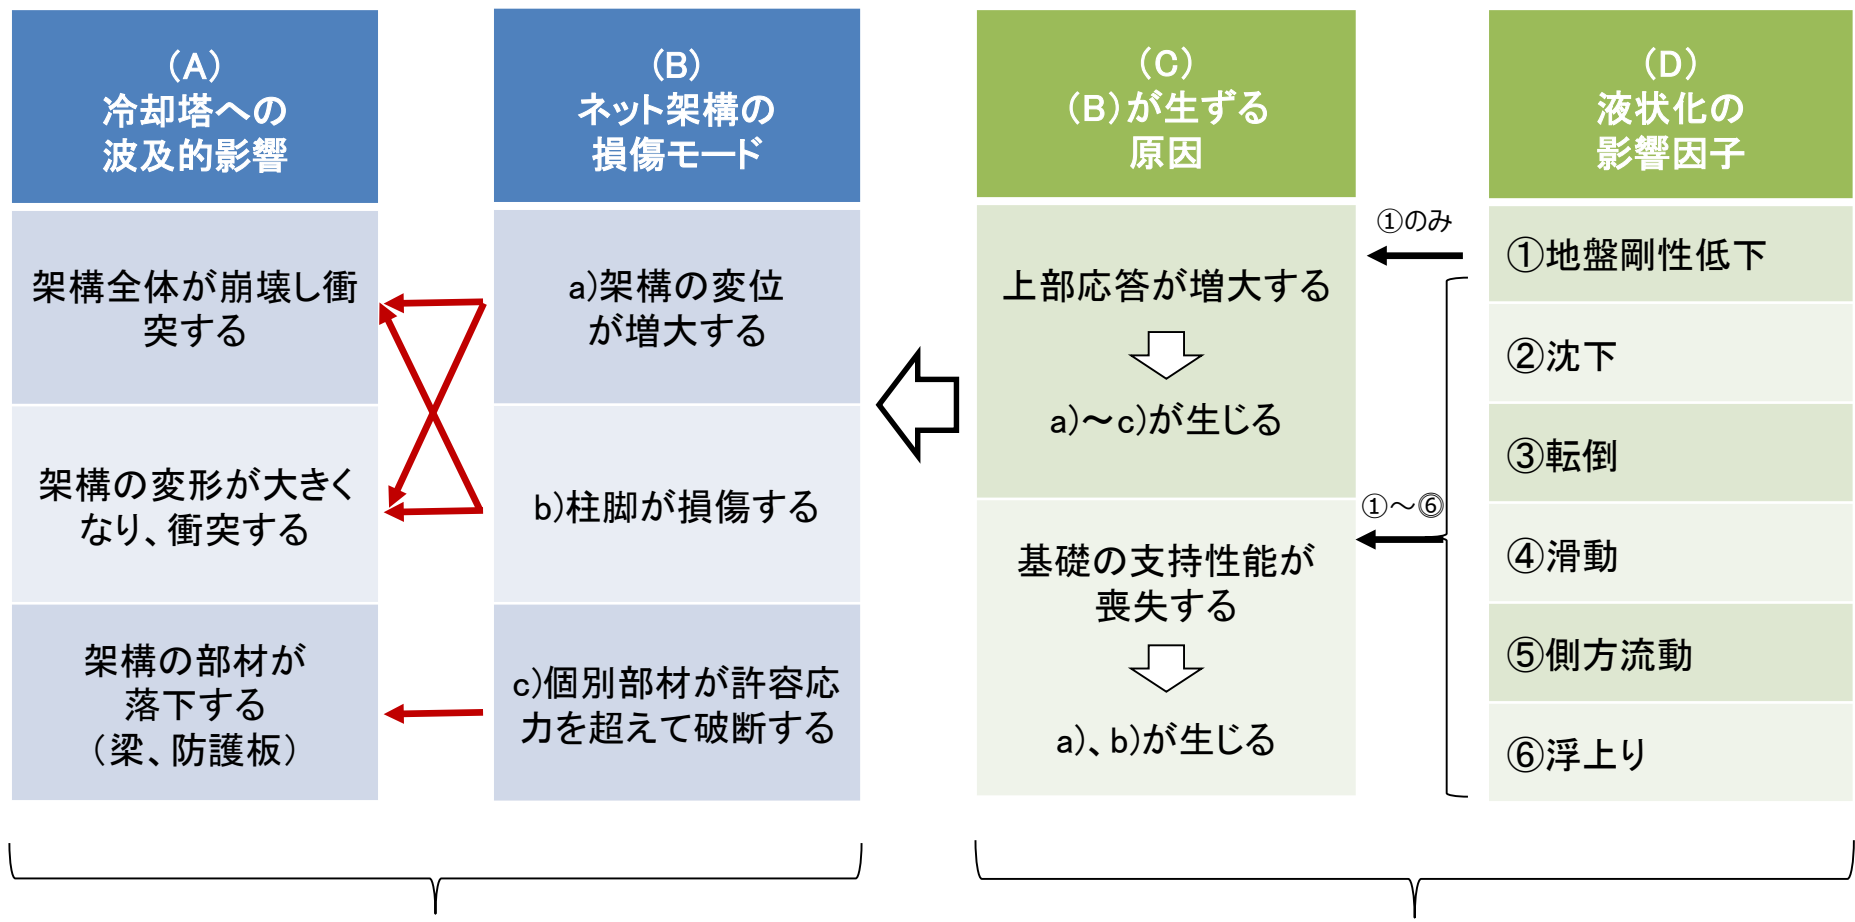 (A)
冷却塔への
波及的影響
架構全体が崩壊し衝
突する
架構の変形が大きく
なり、衝突する
架構の部材が
落下する
(梁、防護板)
(B)
ネット架構の
損傷モード
a)架構の変位
が増大する
b)柱脚が損傷する
c)個別部材が許容応
力を超えて破断する
(C)
(B)が生ずる
原因
上部応答が増大する
a)～c)が生じる
基礎の支持性能が
喪失する
a)、b)が生じる
①のみ
①～⑥
(D)
液状化の
影響因子
①地盤剛性低下
②沈下
③転倒
④滑動
⑤側方流動
⑥浮上り